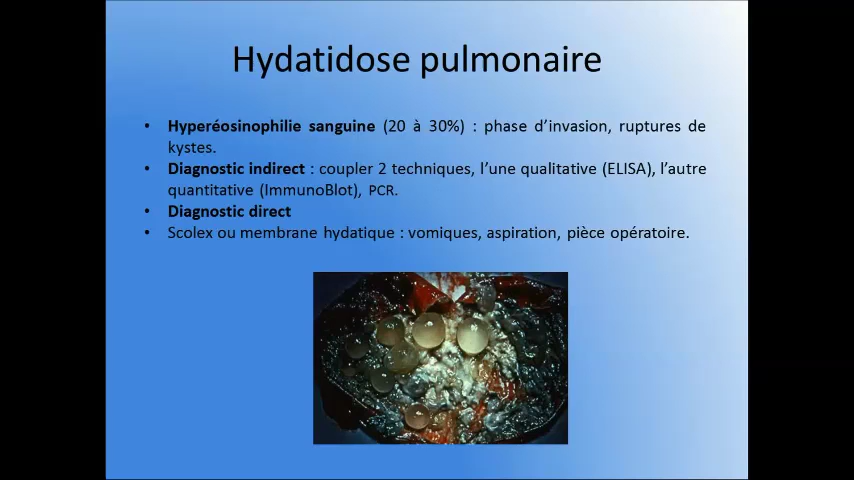 Hydatidose pulmonaire
• Hyperéosinophilie sanguine (20 à 30%) : phase d’invasion, ruptures de
kystes.
• Diagnostic indirect : coupler 2 techniques, l’une qualitative (ELISA), l’autre
quantitative (ImmunoBlot), PCR.
• Diagnostic direct
• Scolex ou membrane hydatique : vomiques, aspiration, pièce opératoire.